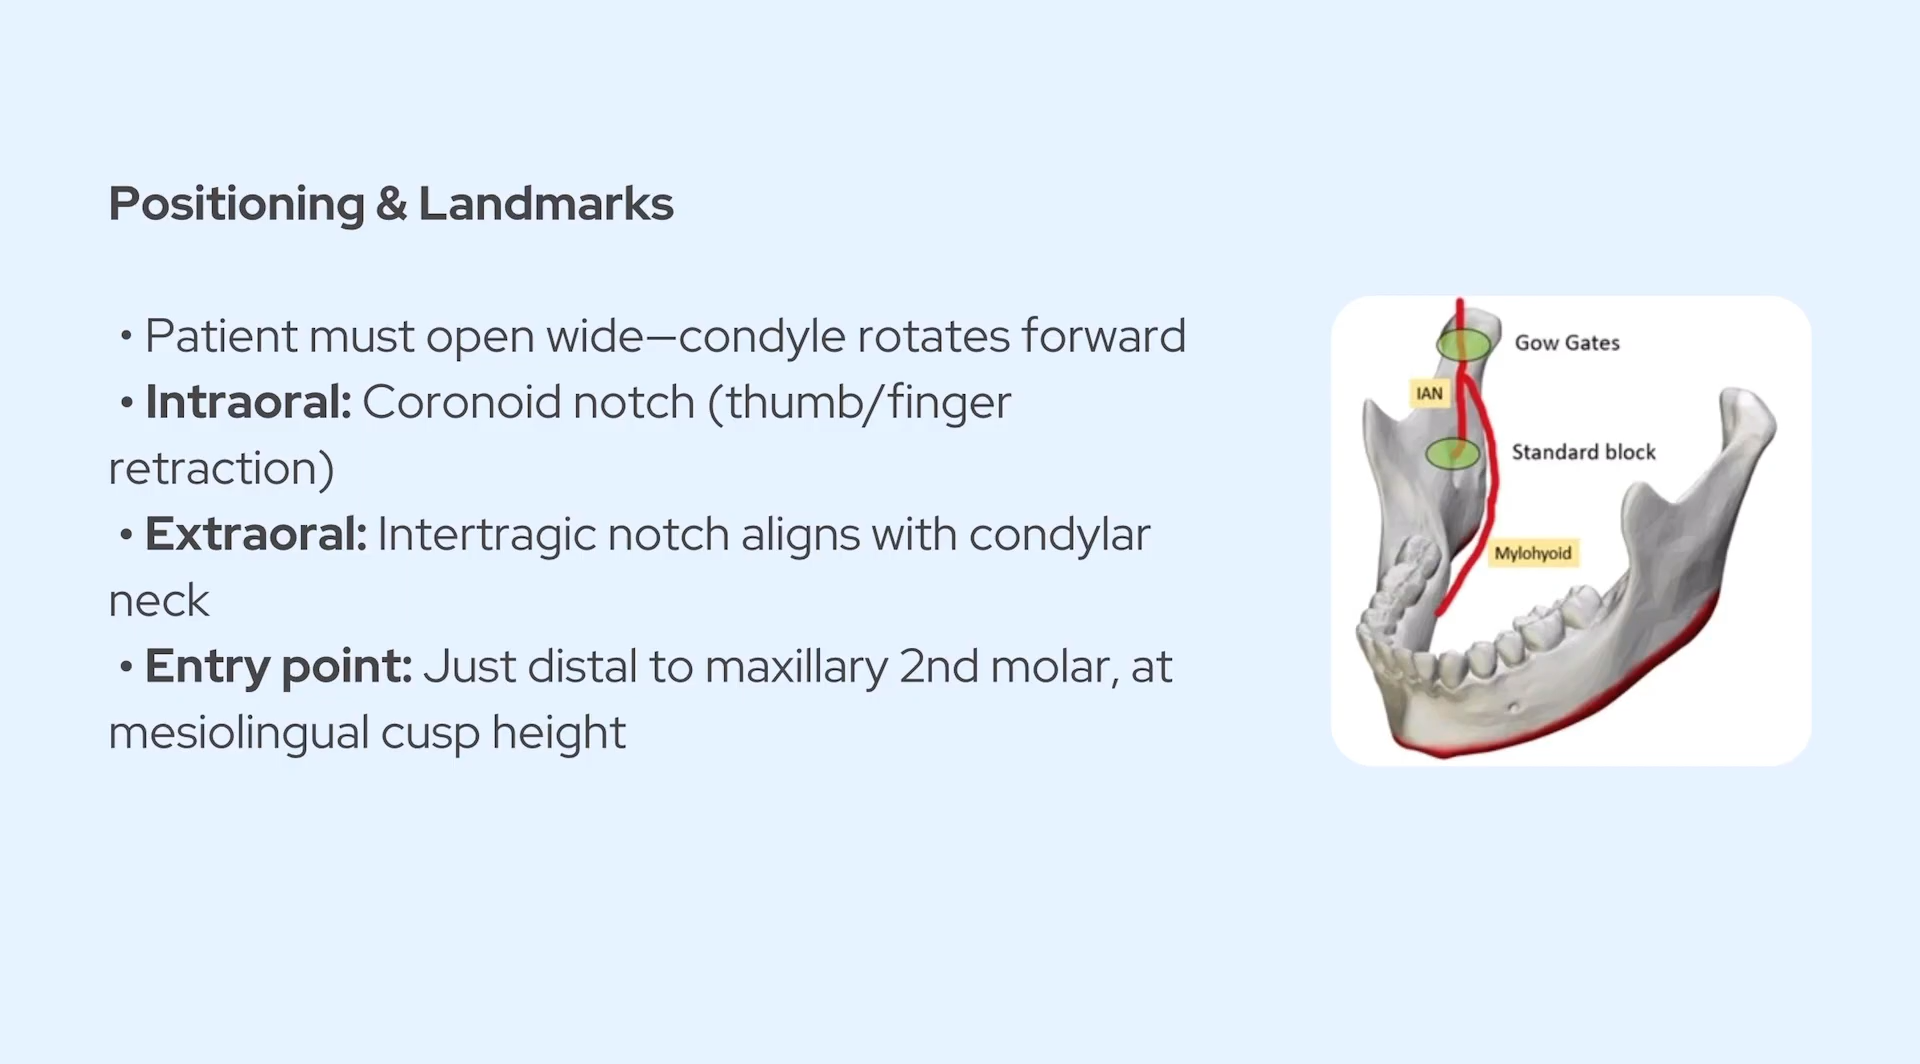 Positioning & Landmarks
• Patient must open wide—condyle rotates forward
• Intraoral: Coronoid notch (thumb/finger
retraction)
• Extraoral: Intertragic notch aligns with condylar
neck
• Entry point: Just distal to maxillary 2nd molar, at
mesiolingual cusp height
Gow Gates
IAN
Standard block
Mylohyoid